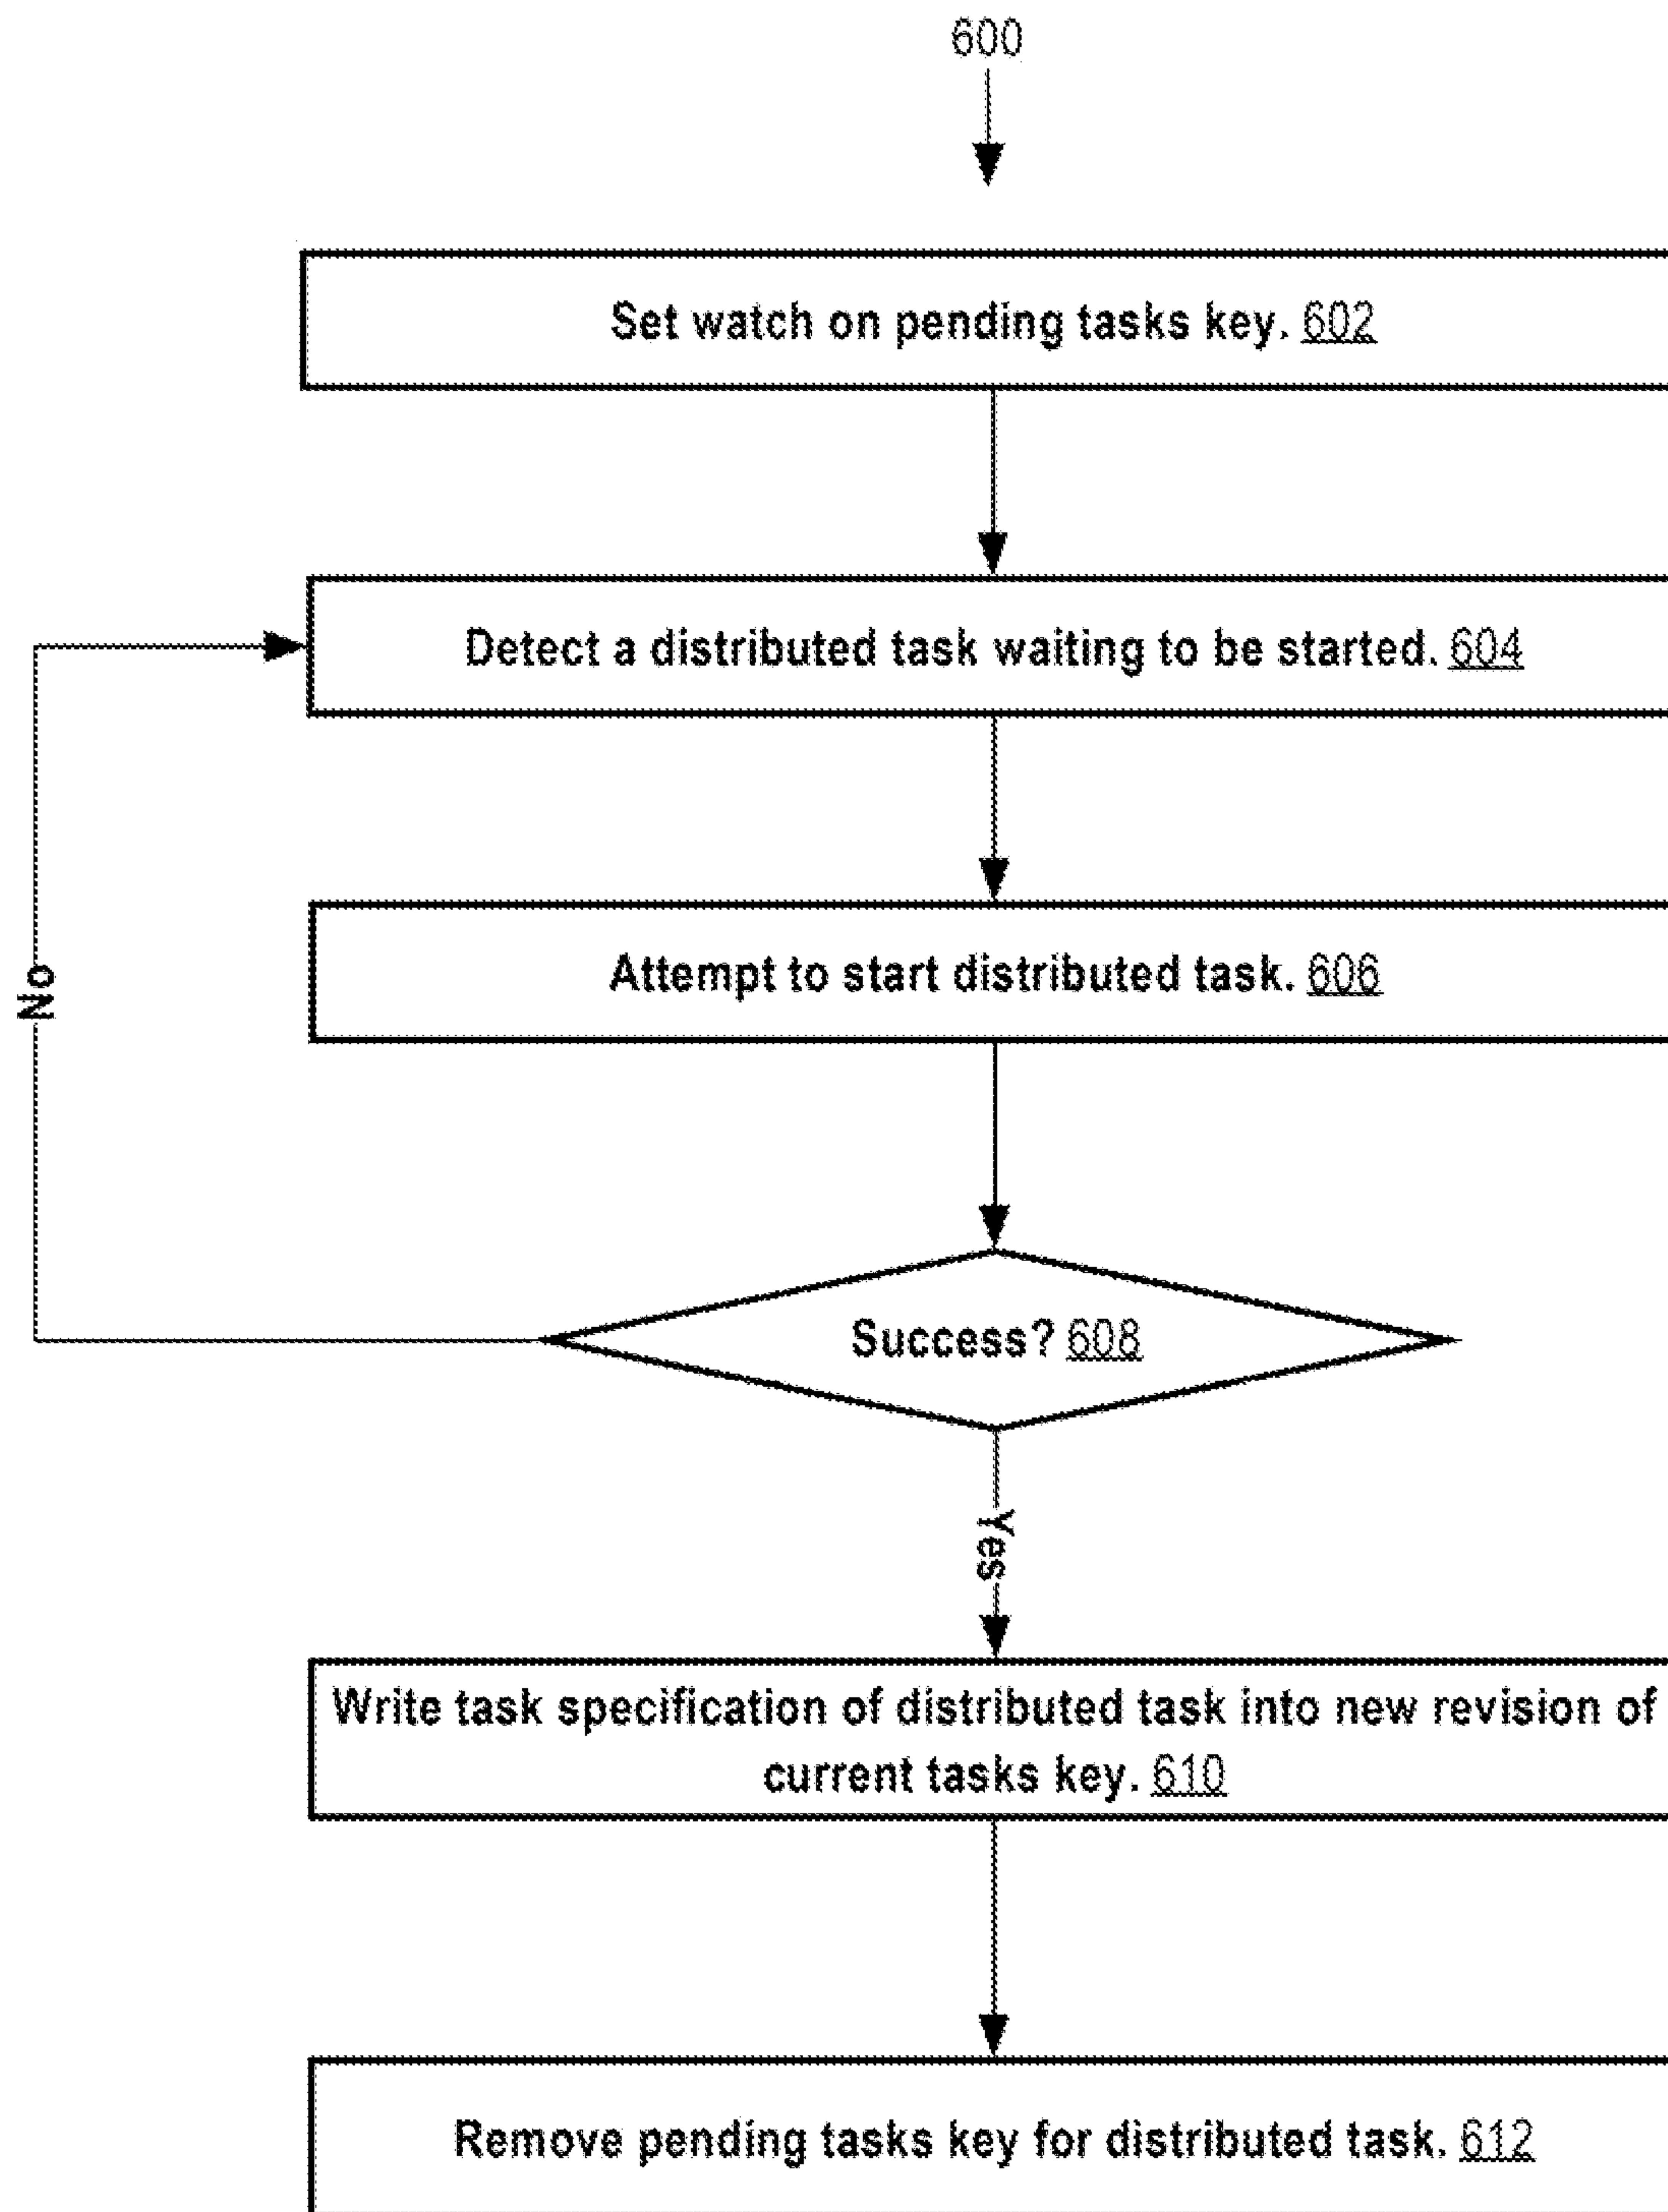 600
Set watch on pending tasks key. 602
Detect a distributed task waiting to be started. 604
Attempt to start distributed task. 606
No
Success? 608
Yes
Write task specification of distributed task into new revision of
current tasks key. 610
Remove pending tasks key for distributed task. 612